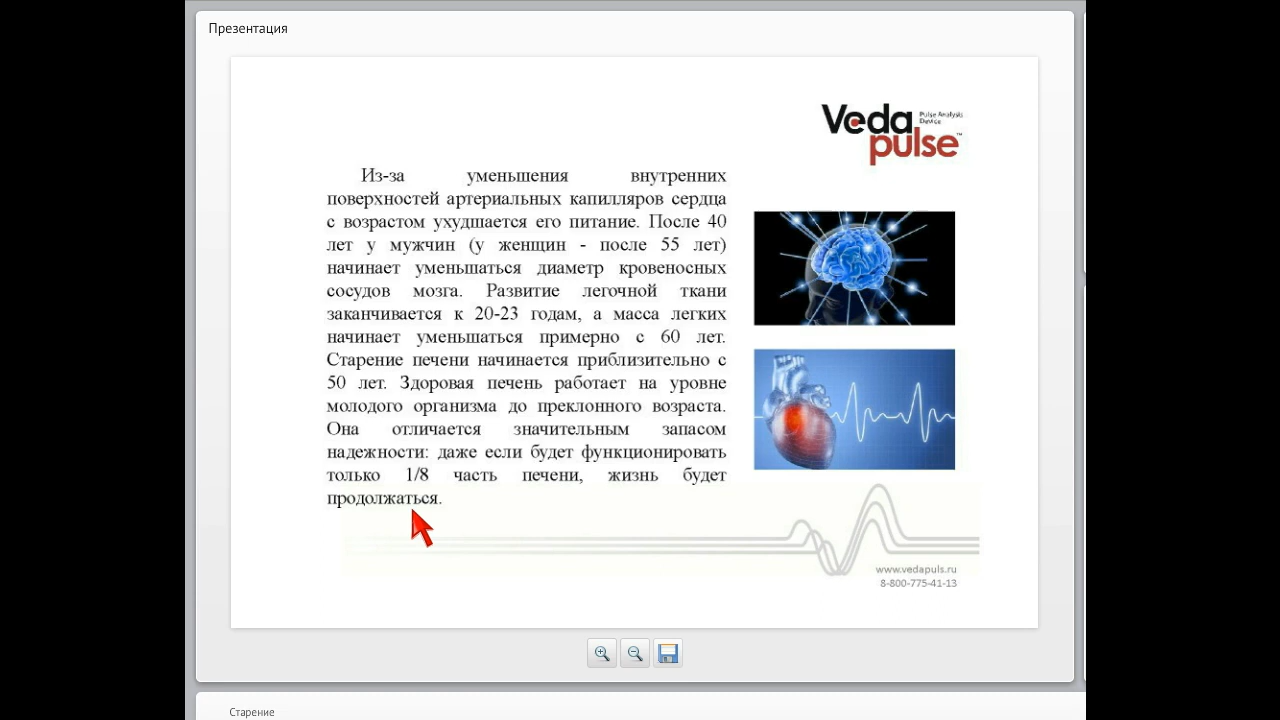 Презентация
Veda
pulse™
Pulse Analysis
Device
Из-за уменьшения внутренних
поверхностей артериальных капилляров сердца
с возрастом ухудшается его питание. После 40
лет у мужчин (у женщин - после 55 лет)
начинает уменьшаться диаметр кровеносных
сосудов мозга. Развитие легочной ткани
заканчивается к 20-23 годам, а масса легких
начинает уменьшаться примерно с 60 лет.
Старение печени начинается приблизительно с
50 лет. Здоровая печень работает на уровне
молодого организма до преклонного возраста.
Она отличается значительным запасом
надежности: даже если будет функционировать
только 1/8 часть печени, жизнь будет
продолжаться.
www.vedapuls.ru
8-800-775-41-13
Старение